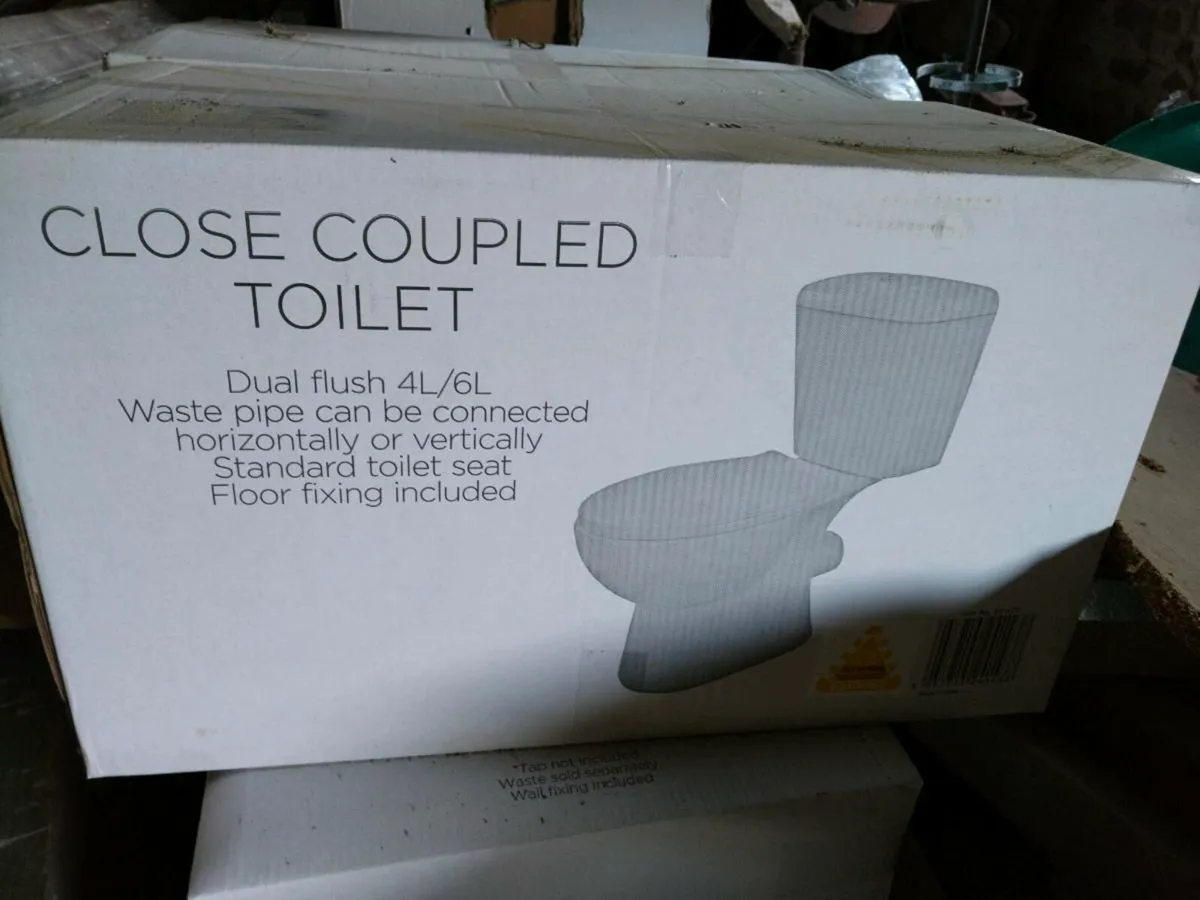 CLOSE COUPLED
TOILET
Dual flush 4L/6L
Waste pipe can be connected
horizontally or vertically
Standard toilet seat
Floor fixing included
*Tap not included
Waste sold separately
Wall fixing included